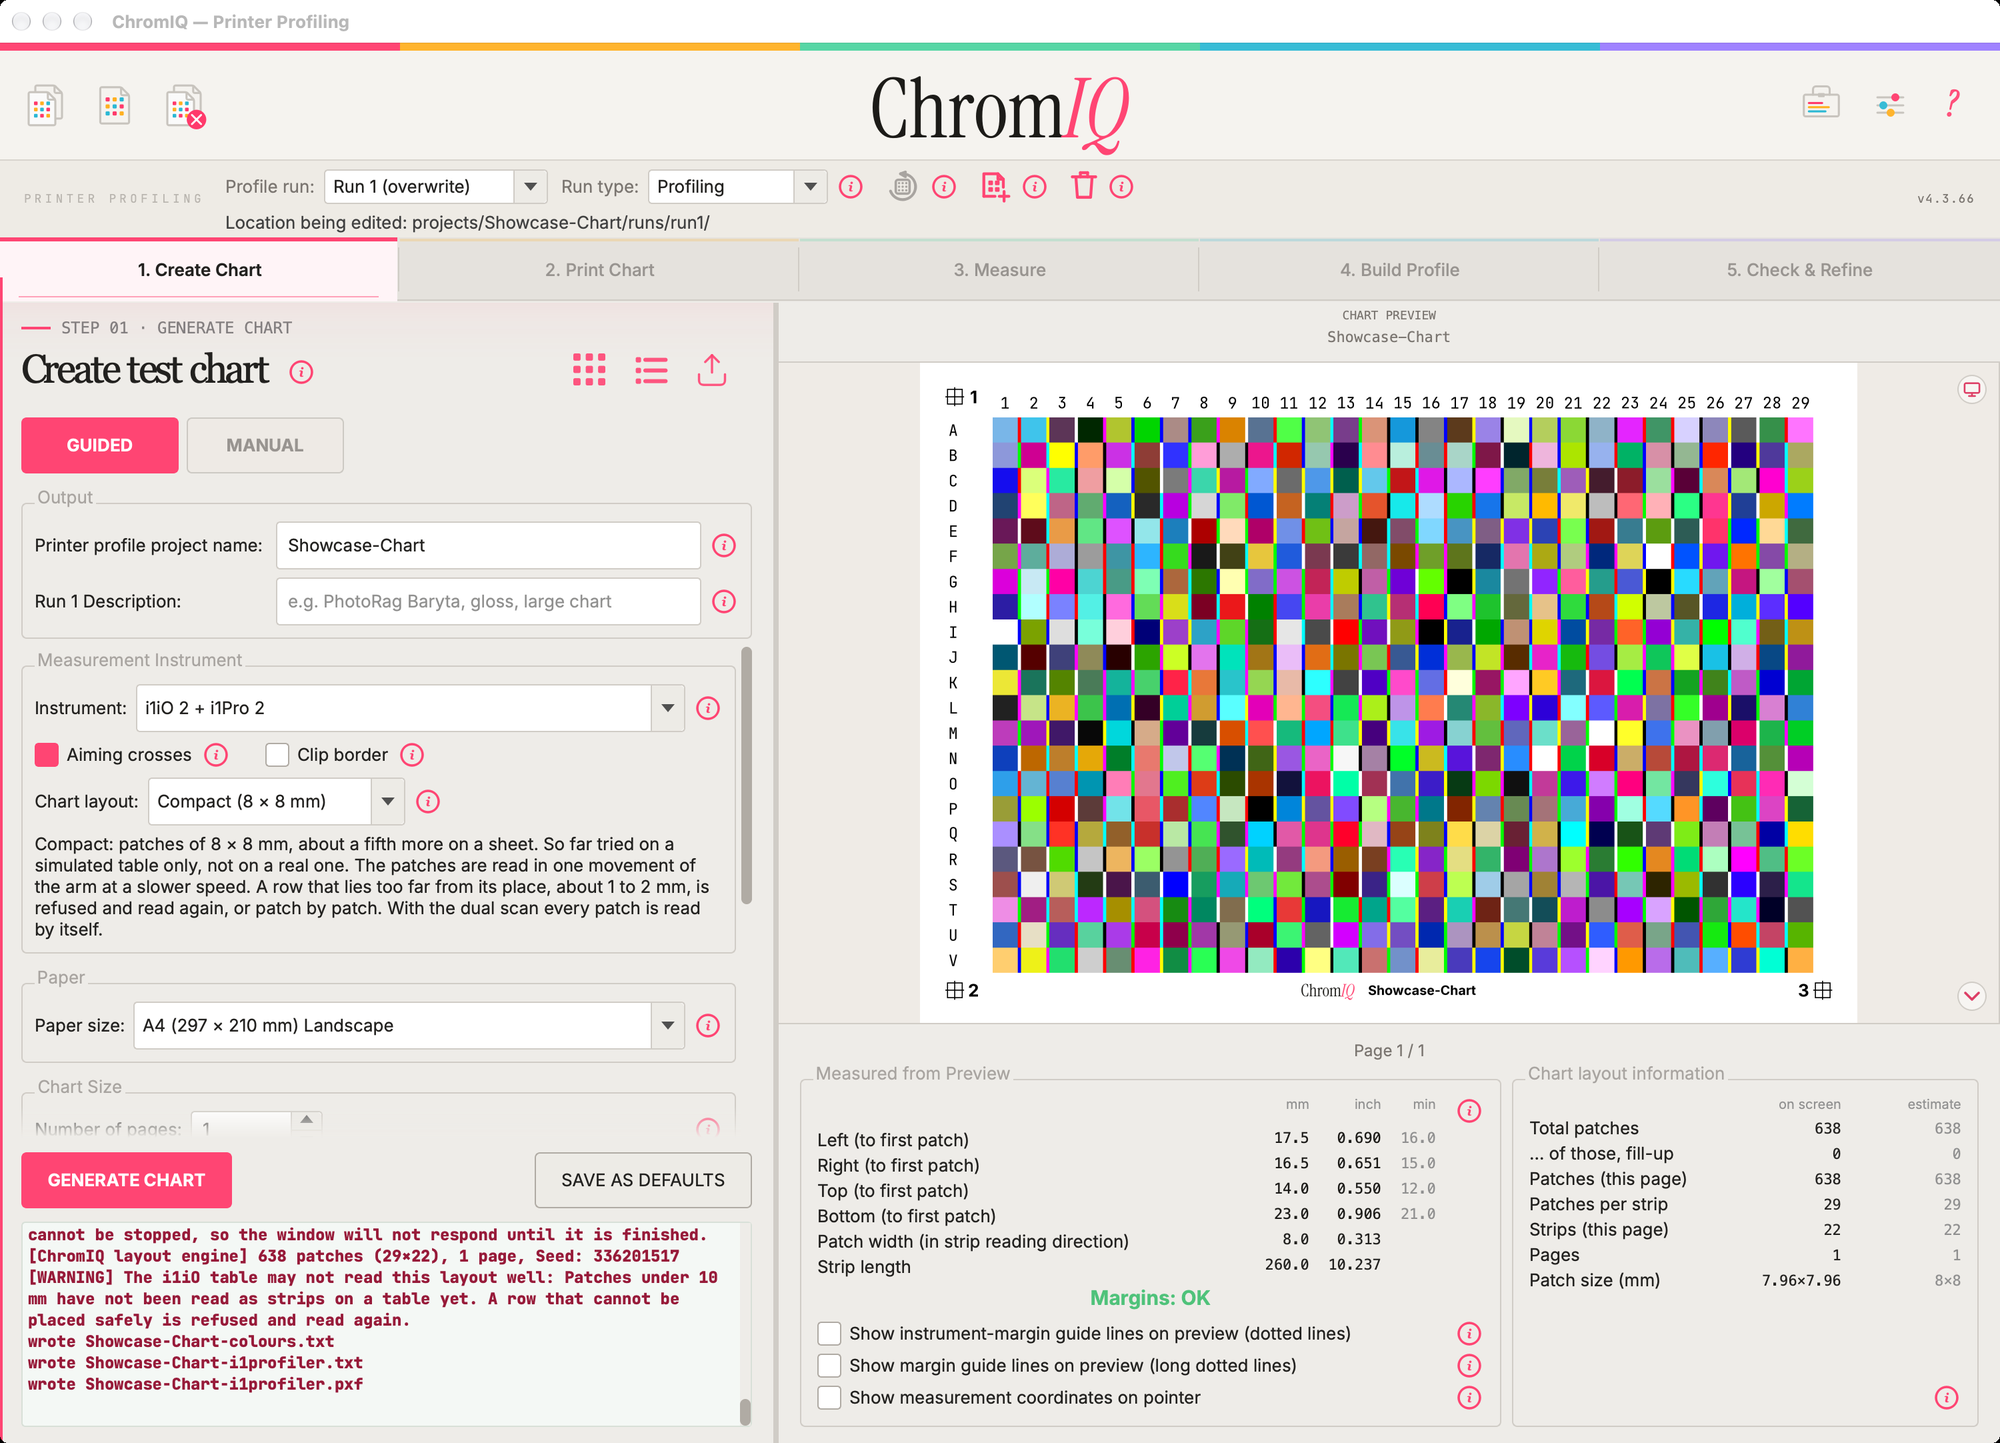 ChromIQ — Printer Profiling
ChromIQ
?
PRINTER PROFILING
Profile run: Run 1 (overwrite) Run type: Profiling
v4.3.66
Location being edited: projects/Showcase-Chart/runs/run1/
1. Create Chart
2. Print Chart
3. Measure
4. Build Profile
5. Check & Refine
STEP 01 · GENERATE CHART
Create test chart
GUIDED
MANUAL
Output
Printer profile project name: Showcase-Chart
Run 1 Description: e.g. PhotoRag Baryta, gloss, large chart
Measurement Instrument
Instrument: i1iO 2 + i1Pro 2
Aiming crosses
Clip border
Chart layout: Compact (8 × 8 mm)
Compact: patches of 8 × 8 mm, about a fifth more on a sheet. So far tried on a
simulated table only, not on a real one. The patches are read in one movement of
the arm at a slower speed. A row that lies too far from its place, about 1 to 2 mm, is
refused and read again, or patch by patch. With the dual scan every patch is read
by itself.
Paper
Paper size: A4 (297 × 210 mm) Landscape
Chart Size
Number of pages: 1
GENERATE CHART
SAVE AS DEFAULTS
cannot be stopped, so the window will not respond until it is finished.
[ChromIQ layout engine] 638 patches (29×22), 1 page, Seed: 336201517
[WARNING] The i1iO table may not read this layout well: Patches under 10
mm have not been read as strips on a table yet. A row that cannot be
placed safely is refused and read again.
wrote Showcase-Chart-colours.txt
wrote Showcase-Chart-i1profiler.txt
wrote Showcase-Chart-i1profiler.pxf
CHART PREVIEW
Showcase-Chart
1
1 2 3 4 5 6 7 8 9 10 11 12 13 14 15 16 17 18 19 20 21 22 23 24 25 26 27 28 29
A
B
C
D
E
F
G
H
I
J
K
L
M
N
O
P
Q
R
S
T
U
V
2
ChromIQ Showcase-Chart
3
Page 1 / 1
Measured from Preview
mm inch min
Left (to first patch) 17.5 0.690 16.0
Right (to first patch) 16.5 0.651 15.0
Top (to first patch) 14.0 0.550 12.0
Bottom (to first patch) 23.0 0.906 21.0
Patch width (in strip reading direction) 8.0 0.313
Strip length 260.0 10.237
Margins: OK
Show instrument-margin guide lines on preview (dotted lines)
Show margin guide lines on preview (long dotted lines)
Show measurement coordinates on pointer
Chart layout information
on screen estimate
Total patches 638 638
... of those, fill-up 0 0
Patches (this page) 638 638
Patches per strip 29 29
Strips (this page) 22 22
Pages 1 1
Patch size (mm) 7.96×7.96 8×8